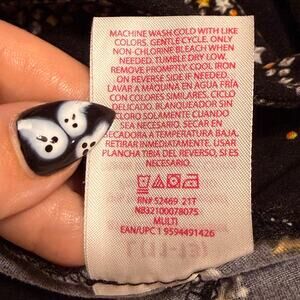 MACHINE WASH COLD WITH LIKE
COLORS. GENTLE CYCLE. ONLY
NON-CHLORINE BLEACH WHEN
NEEDED. TUMBLE DRY LOW.
REMOVE PROMPTLY. COOL IRON
ON REVERSE SIDE IF NEEDED.
LAVAR A MÁQUINA EN AGUA FRÍA
CON COLORES SIMILARES. CICLO
DELICADO. BLANQUEADOR SIN
CLORO SOLAMENTE CUANDO
SEA NECESARIO. SECAR EN
SECADORA A TEMPERATURA BAJA.
RETIRAR INMEDIATAMENTE. USAR
PLANCHA TIBIA DEL REVERSO, SI ES
NECESARIO.
RN# 52469 21T
NB3210007807S
MULTI
EAN/UPC 1 9594491426